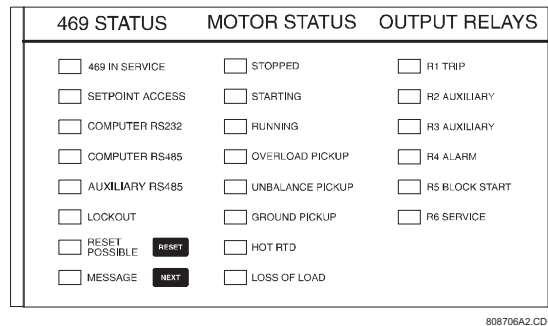 469 STATUS
MOTOR STATUS
OUTPUT RELAYS
469 IN SERVICE
SETPOINT ACCESS
COMPUTER RS232
COMPUTER RS485
AUXILIARY RS485
LOCKOUT
RESET
POSSIBLE
RESET
MESSAGE
NEXT
STOPPED
STARTING
RUNNING
OVERLOAD PICKUP
UNBALANCE PICKUP
GROUND PICKUP
HOT RTD
LOSS OF LOAD
R1 TRIP
R2 AUXILIARY
R3 AUXILIARY
R4 ALARM
R5 BLOCK START
R6 SERVICE
808706A2.CD